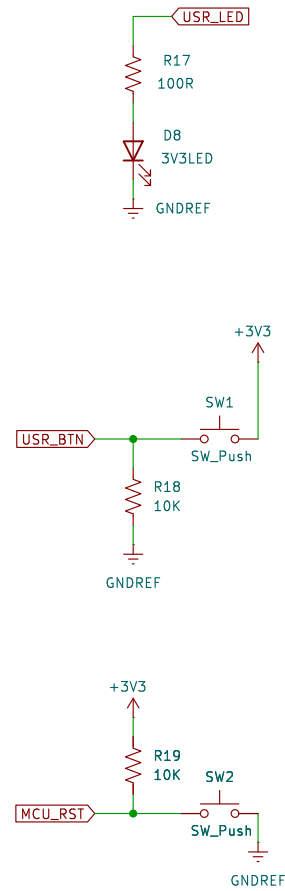 USR_LED
R17
100R
D8
3V3LED
GNDREF
+3V3
SW1
USR_BTN
SW_Push
R18
10K
GNDREF
+3V3
R19
10K
SW2
MCU_RST
SW_Push
GNDREF